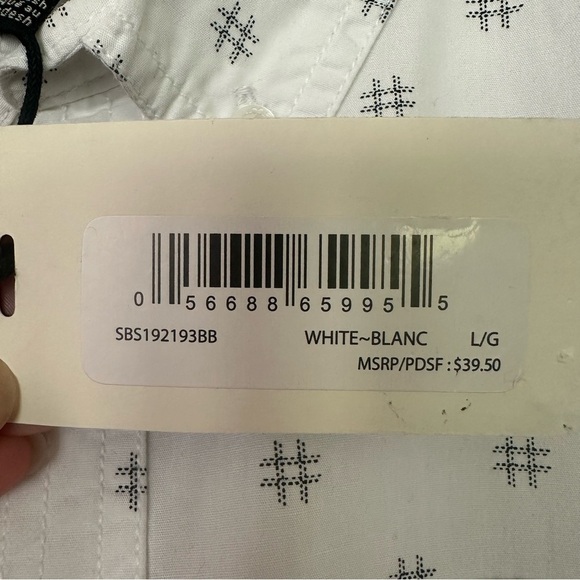 0 56688 65995 5
SBS192193BB WHITE~BLANC L/G
MSRP/PDSF : $39.50